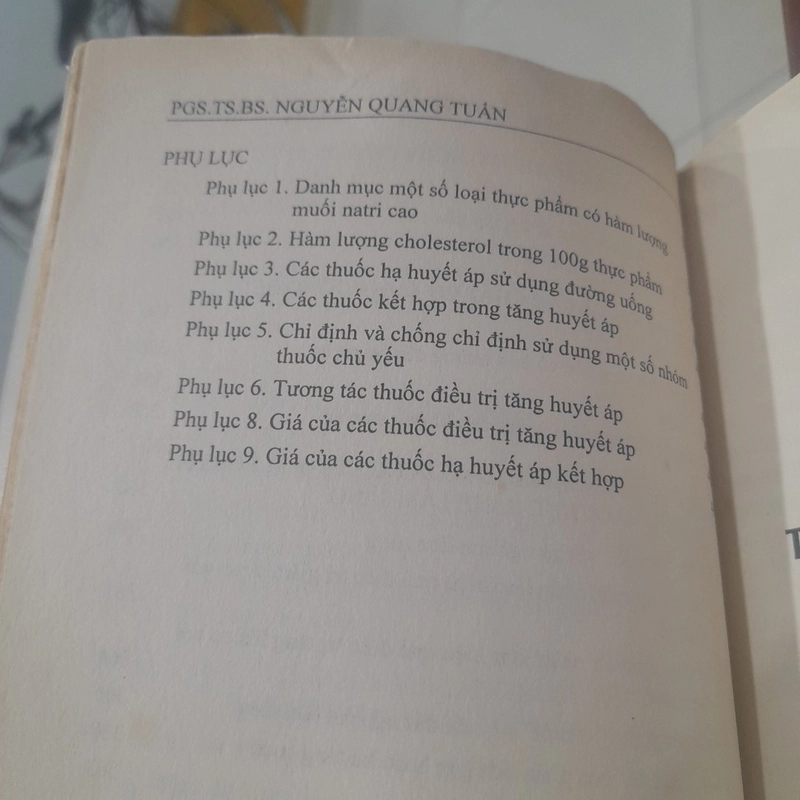 PGS.TS.BS. NGUYỄN QUANG TUẤN
PHỤ LỤC
Phụ lục 1. Danh mục một số loại thực phẩm có hàm lượng
muối natri cao
Phụ lục 2. Hàm lượng cholesterol trong 100g thực phẩm
Phụ lục 3. Các thuốc hạ huyết áp sử dụng đường uống
Phụ lục 4. Các thuốc kết hợp trong tăng huyết áp
Phụ lục 5. Chỉ định và chống chỉ định sử dụng một số nhóm
thuốc chủ yếu
Phụ lục 6. Tương tác thuốc điều trị tăng huyết áp
Phụ lục 8. Giá của các thuốc điều trị tăng huyết áp
Phụ lục 9. Giá của các thuốc hạ huyết áp kết hợp